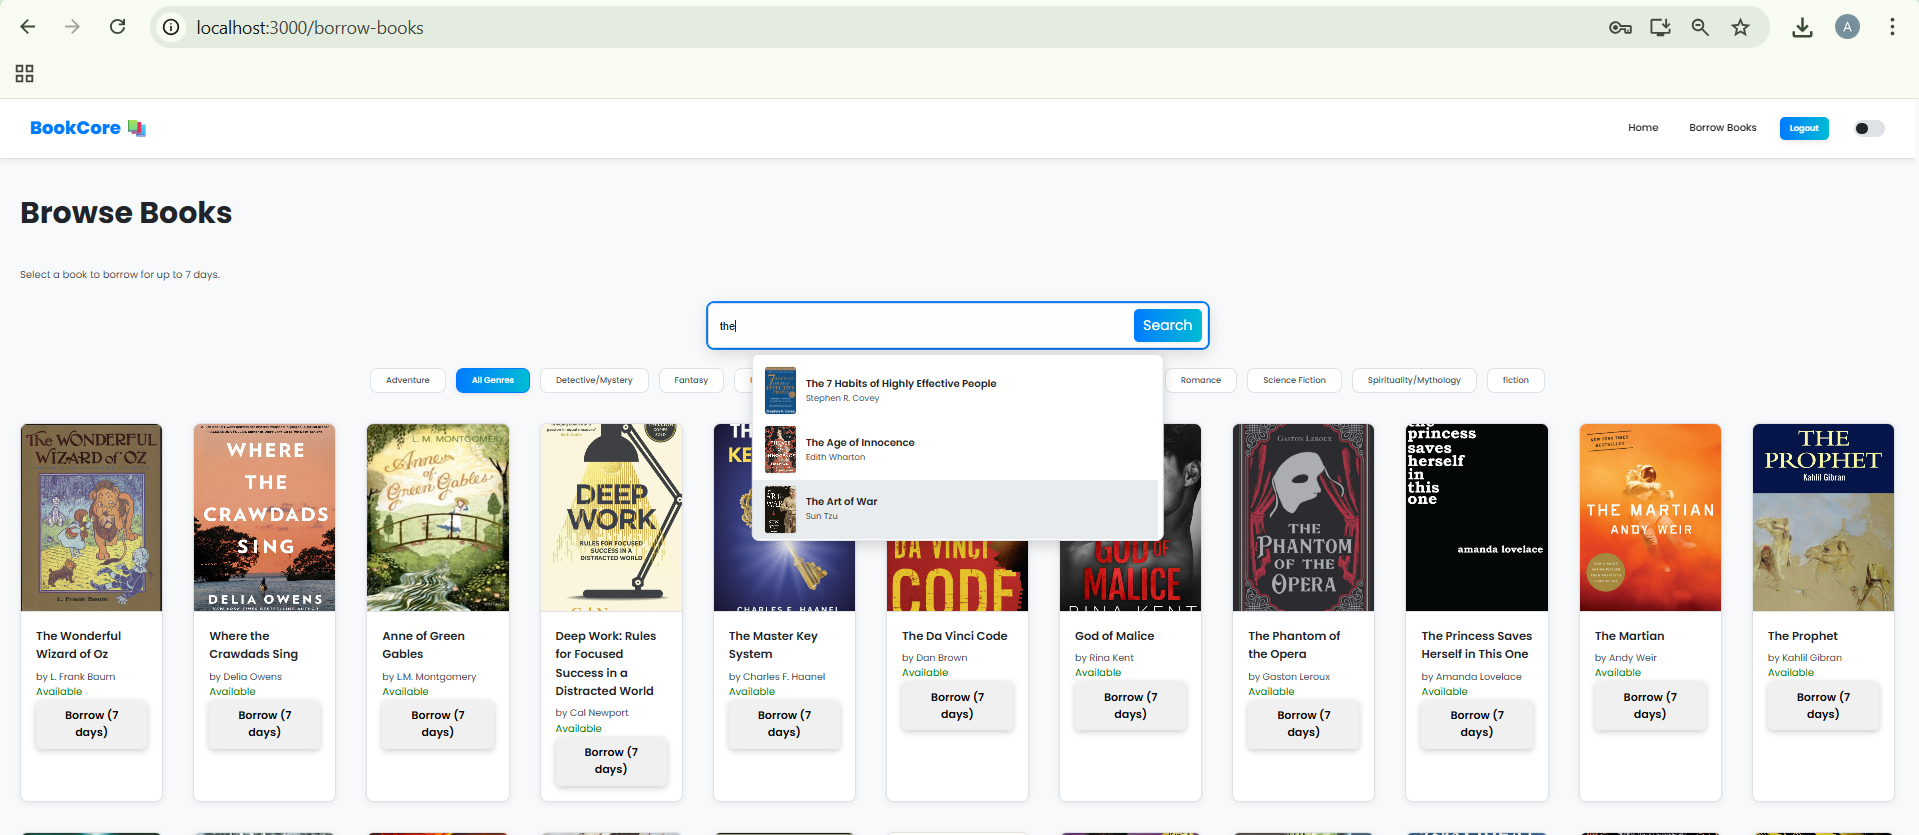 localhost:3000/borrow-books
A
BookCore
Home
Borrow Books
Logout
Browse Books
Select a book to borrow for up to 7 days.
the
Search
Adventure
All Genres
Detective/Mystery
Fantasy
Romance
Science Fiction
Spirituality/Mythology
fiction
The 7 Habits of Highly Effective People
Stephen R. Covey
The Age of Innocence
Edith Wharton
The Art of War
Sun Tzu
The WONDERFUL
WIZARD OF OZ
L. Frank Baum
WHERE
THE
CRAWDADS
SING
DELIA OWENS
L. M. MONTGOMERY
Anne of
Green Gables
DEEP
WORK
RULES FOR FOCUSED
SUCCESS IN A
DISTRACTED WORLD
CHARLES F. HAANEL
DA VINCI
CODE
GOD OF
MALICE
RINA KENT
GASTON LEROUX
THE
PHANTOM
OF THE
OPERA
princess
saves
herself
in
this
one
amanda lovelace
NEW YORK TIMES
BESTSELLER
THE MARTIAN
ANDY WEIR
THE
PROPHET
Kahlil Gibran
The Wonderful
Wizard of Oz
by L. Frank Baum
Available
Borrow (7
days)
Where the
Crawdads Sing
by Delia Owens
Available
Borrow (7
days)
Anne of Green
Gables
by L.M. Montgomery
Available
Borrow (7
days)
Deep Work: Rules
for Focused
Success in a
Distracted World
by Cal Newport
Available
Borrow (7
days)
The Master Key
System
by Charles F. Haanel
Available
Borrow (7
days)
The Da Vinci Code
by Dan Brown
Available
Borrow (7
days)
God of Malice
by Rina Kent
Available
Borrow (7
days)
The Phantom of
the Opera
by Gaston Leroux
Available
Borrow (7
days)
The Princess Saves
Herself in This One
by Amanda Lovelace
Available
Borrow (7
days)
The Martian
by Andy Weir
Available
Borrow (7
days)
The Prophet
by Kahlil Gibran
Available
Borrow (7
days)